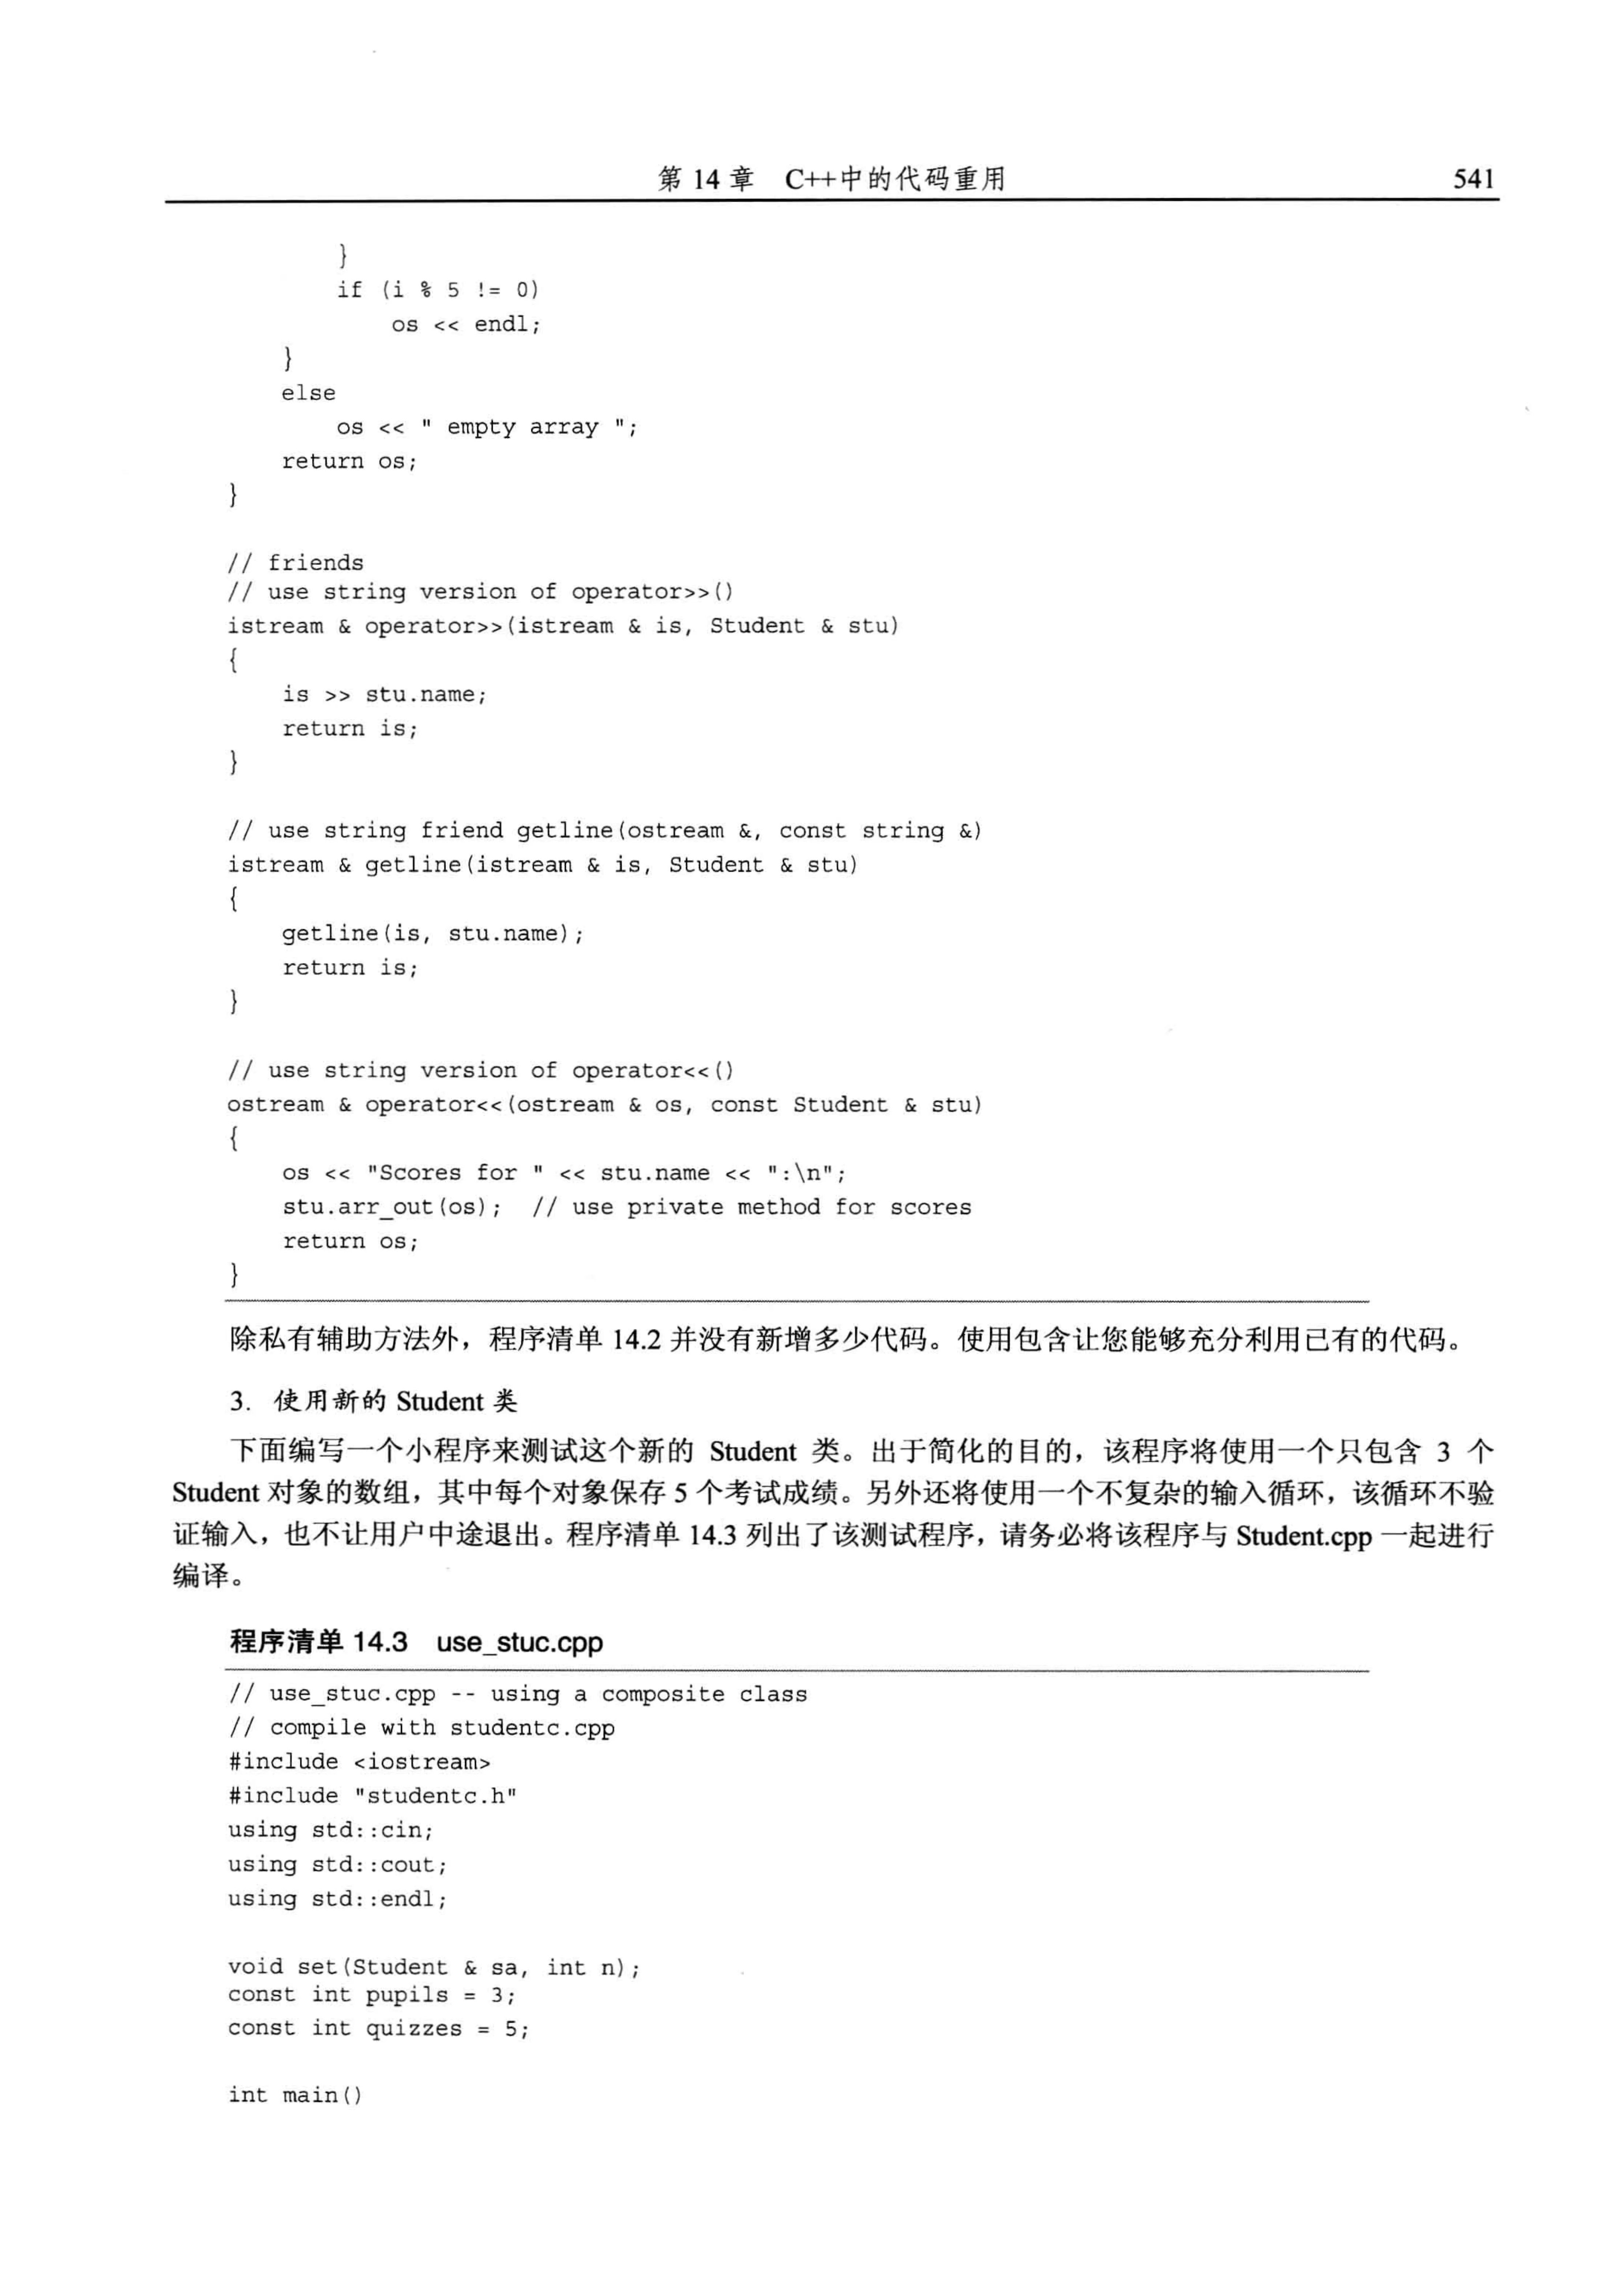 第 14 章 C++中的代码重用 541
}
if (i % 5 != 0)
os << endl;
}
else
os << " empty array ";
return os;
}
// friends
// use string version of operator>>()
istream & operator>>(istream & is, Student & stu)
{
is >> stu.name;
return is;
}
// use string friend getline(ostream &, const string &)
istream & getline(istream & is, Student & stu)
{
getline(is, stu.name);
return is;
}
// use string version of operator<<()
ostream & operator<<(ostream & os, const Student & stu)
{
os << "Scores for " << stu.name << ":\n";
stu.arr_out(os); // use private method for scores
return os;
}
除私有辅助方法外，程序清单 14.2 并没有新增多少代码。使用包含让您能够充分利用已有的代码。
3. 使用新的 Student 类
下面编写一个小程序来测试这个新的 Student 类。出于简化的目的，该程序将使用一个只包含 3 个
Student 对象的数组，其中每个对象保存 5 个考试成绩。另外还将使用一个不复杂的输入循环，该循环不验
证输入，也不让用户中途退出。程序清单 14.3 列出了该测试程序，请务必将该程序与 Student.cpp 一起进行
编译。
程序清单 14.3 use_stuc.cpp
// use_stuc.cpp -- using a composite class
// compile with studentc.cpp
#include <iostream>
#include "studentc.h"
using std::cin;
using std::cout;
using std::endl;
void set(Student & sa, int n);
const int pupils = 3;
const int quizzes = 5;
int main()